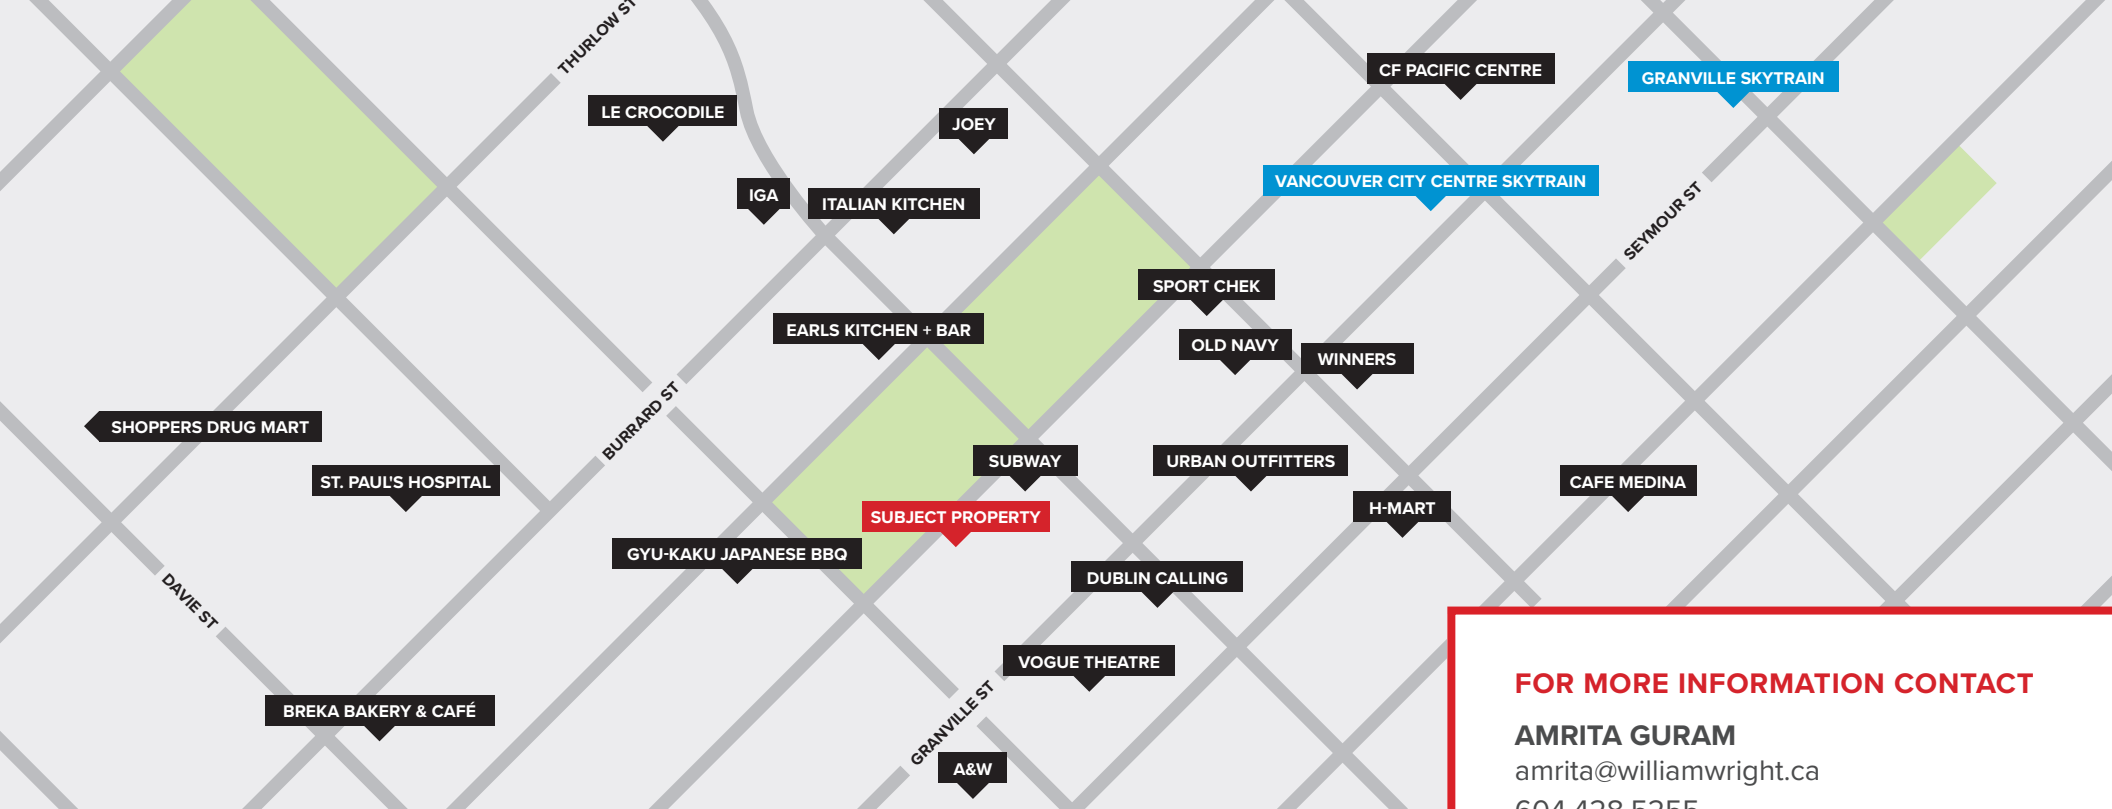 THURLOW ST
CF PACIFIC CENTRE
GRANVILLE SKYTRAIN
LE CROCODILE
JOEY
VANCOUVER CITY CENTRE SKYTRAIN
IGA
ITALIAN KITCHEN
SEYMOUR ST
SPORT CHEK
EARLS KITCHEN + BAR
OLD NAVY
WINNERS
BURRARD ST
SHOPPERS DRUG MART
ST. PAUL'S HOSPITAL
SUBWAY
URBAN OUTFITTERS
CAFE MEDINA
H-MART
SUBJECT PROPERTY
GYU-KAKU JAPANESE BBQ
DUBLIN CALLING
DAVIE ST
VOGUE THEATRE
BREKA BAKERY & CAFÉ
GRANVILLE ST
A&W
FOR MORE INFORMATION CONTACT
AMRITA GURAM
amrita@williamwright.ca